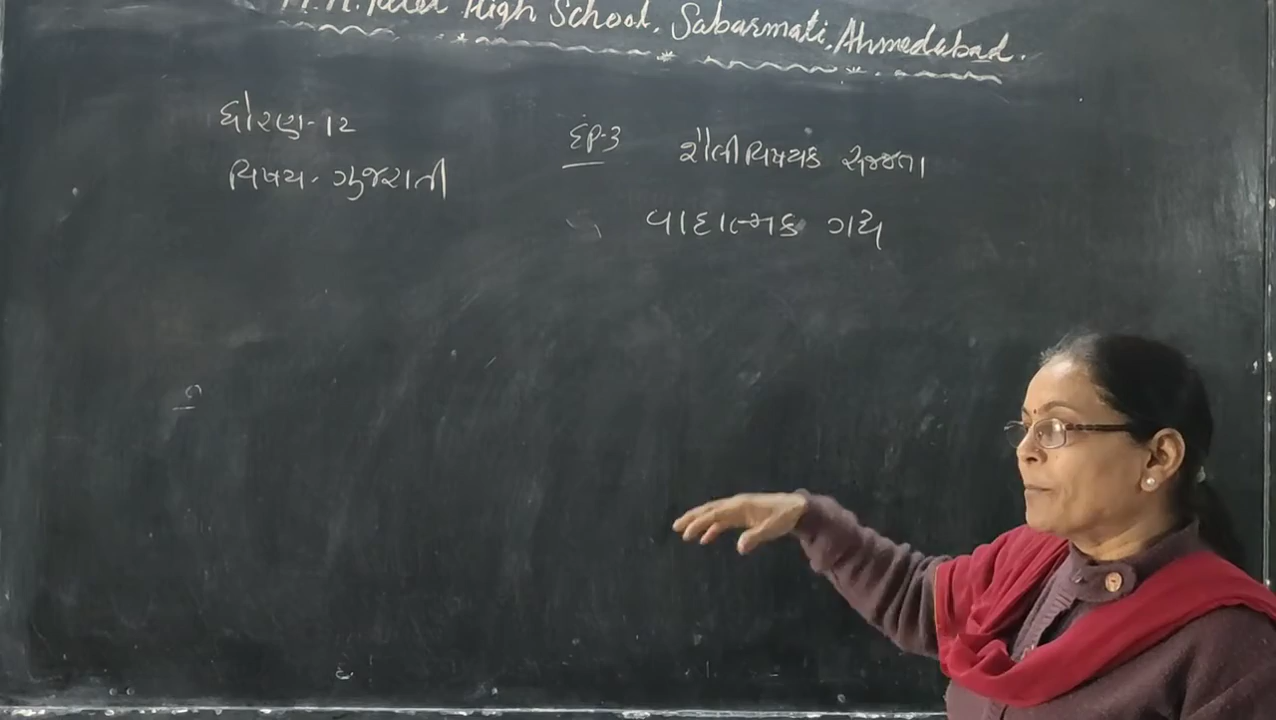 High School, Sabarmati, Ahmedabad.
ધોરણ-12
વિષય- ગુજરાતી
EP-3 શૈલીવિષયક સજ્જતા
વાદાત્મક ગદ્ય